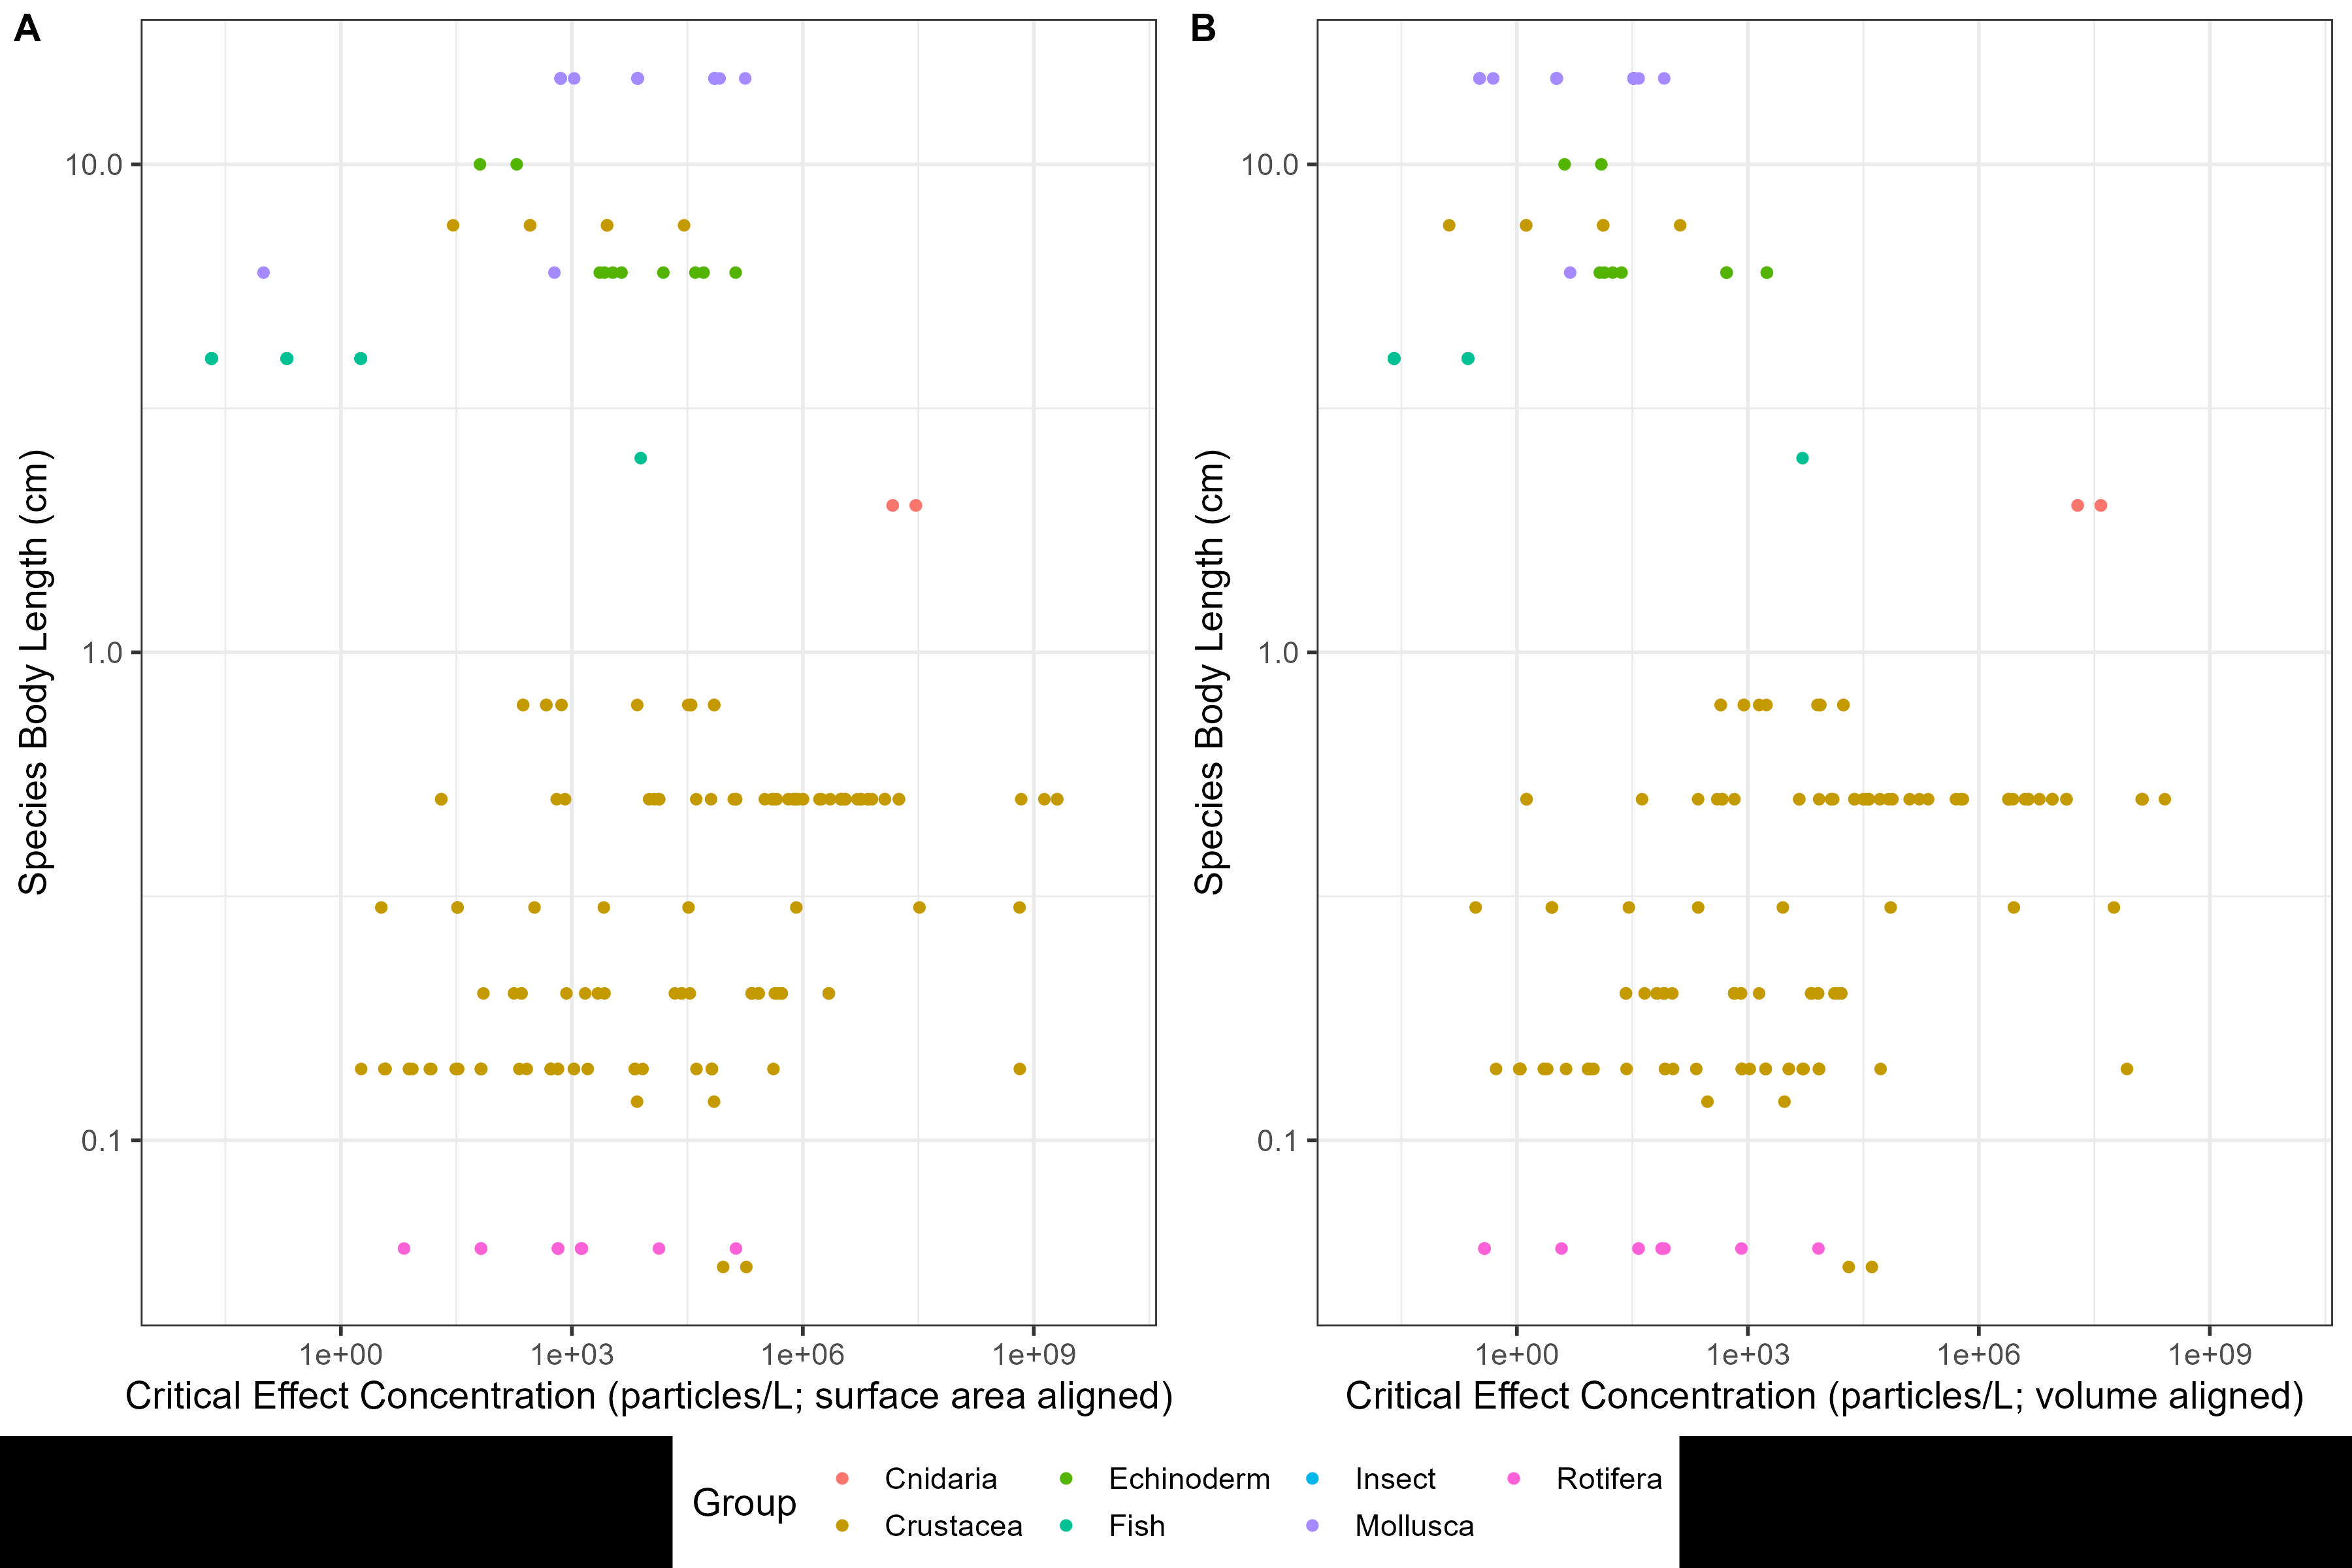 A
B
Species Body Length (cm)
10.0
1.0
0.1
1e+00 1e+03 1e+06 1e+09
Critical Effect Concentration (particles/L; surface area aligned)
Species Body Length (cm)
10.0
1.0
0.1
1e+00 1e+03 1e+06 1e+09
Critical Effect Concentration (particles/L; volume aligned)
Group
Cnidaria Echinoderm Insect Rotifera
Crustacea Fish Mollusca